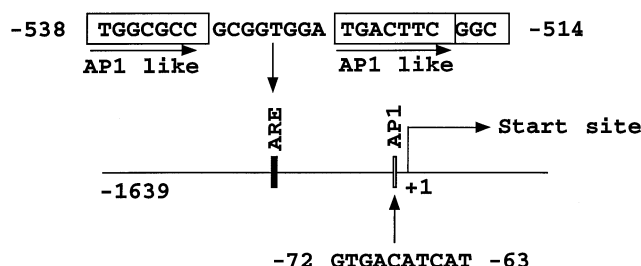 -538 TGGCGCC GCGGTGGA TGACTTC GGC -514
AP1 like AP1 like
ARE AP1
Start site
-1639 +1
-72 GTGACATCAT -63